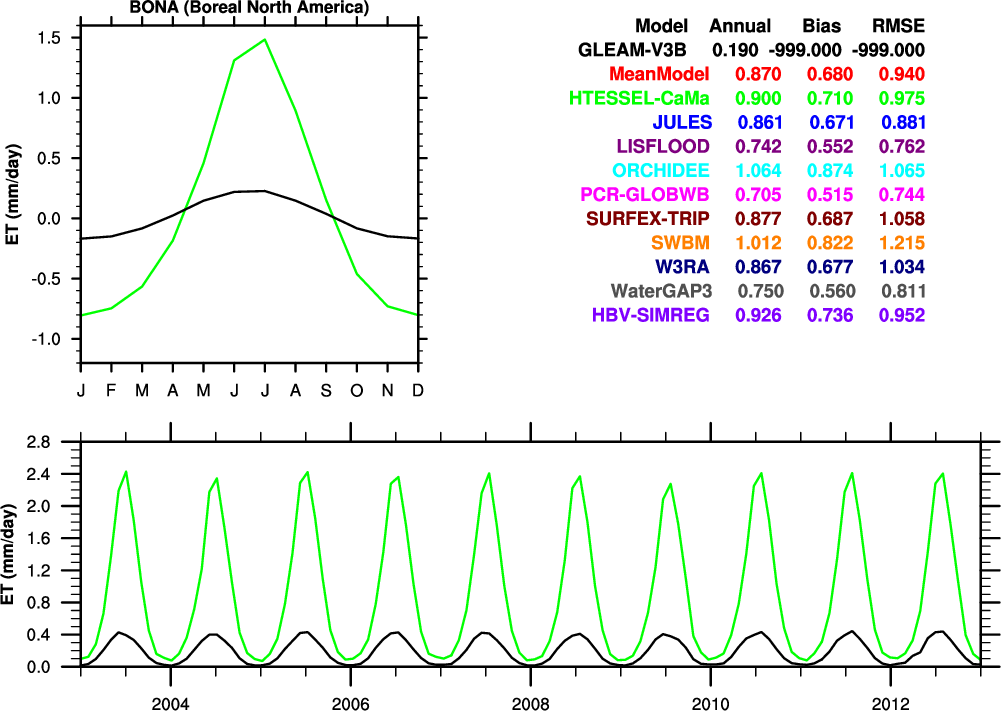 BONA (Boreal North America)
1.5
1.0
0.5
0.0
-0.5
-1.0
ET (mm/day)
J F M A M J J A S O N D
Model Annual Bias RMSE
GLEAM-V3B 0.190 -999.000 -999.000
MeanModel 0.870 0.680 0.940
HTESSEL-CaMa 0.900 0.710 0.975
JULES 0.861 0.671 0.881
LISFLOOD 0.742 0.552 0.762
ORCHIDEE 1.064 0.874 1.065
PCR-GLOBWB 0.705 0.515 0.744
SURFEX-TRIP 0.877 0.687 1.058
SWBM 1.012 0.822 1.215
W3RA 0.867 0.677 1.034
WaterGAP3 0.750 0.560 0.811
HBV-SIMREG 0.926 0.736 0.952
2.8
2.4
2.0
1.6
1.2
0.8
0.4
0.0
ET (mm/day)
2004 2006 2008 2010 2012